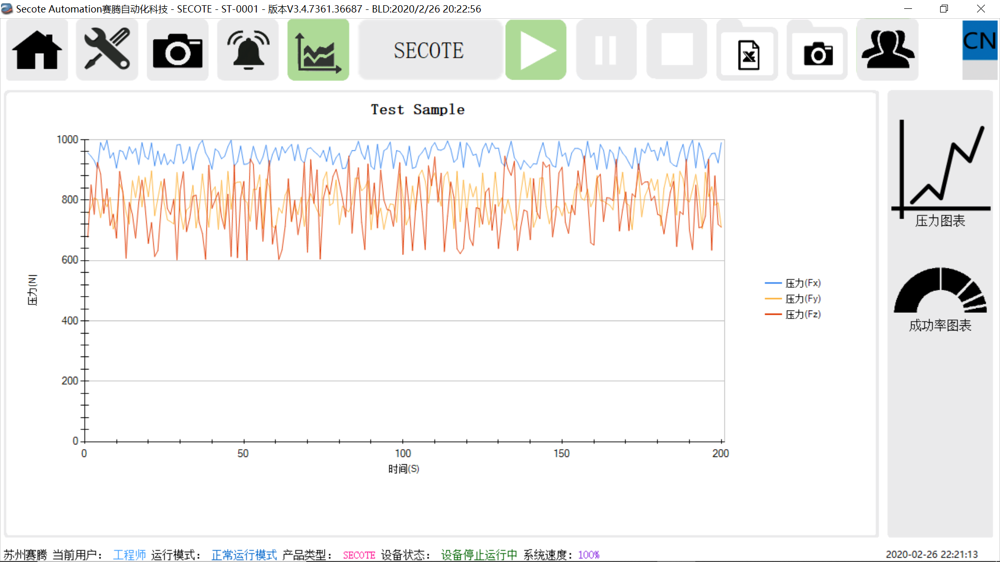 Secote Automation赛腾自动化科技 - SECOTE - ST-0001 - 版本V3.4.7361.36687 - BLD:2020/2/26 20:22:56
SECOTE
CN
Test Sample
1000
800
600
400
200
0
压力(N)
0 50 100 150 200
时间(S)
压力(Fx)
压力(Fy)
压力(Fz)
压力图表
成功率图表
苏州赛腾 当前用户： 工程师 运行模式： 正常运行模式 产品类型： SECOTE 设备状态： 设备停止运行中 系统速度： 100% 2020-02-26 22:21:13